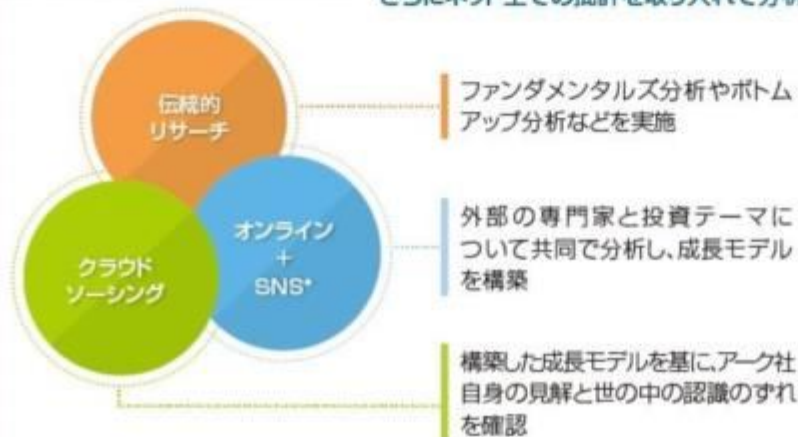 伝統的
リサーチ
オンライン
+
SNS*
クラウド
ソーシング
ファンダメンタルズ分析やボトム
アップ分析などを実施
外部の専門家と投資テーマに
ついて共同で分析し、成長モデル
を構築
構築した成長モデルを基に、アーク社
自身の見解と世の中の認識のずれ
を確認